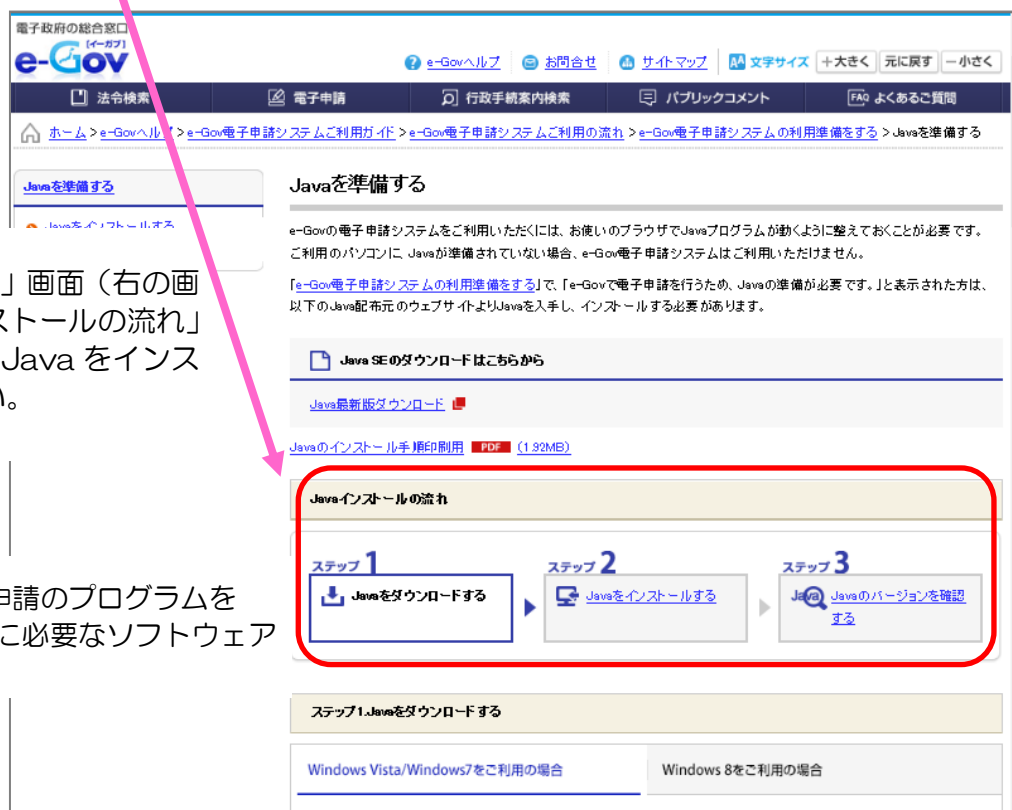 電子政府の総合窓口
e-Gov [イーガブ]
e-Govヘルプ お問合せ サイトマップ 文字サイズ +大きく 元に戻す −小さく
法令検索 電子申請 行政手続案内検索 パブリックコメント FAQ よくあるご質問
ホーム > e-Govヘルプ > e-Gov電子申請システムご利用ガイド > e-Gov電子申請システムご利用の流れ > e-Gov電子申請システムの利用準備をする > Javaを準備する
Javaを準備する
Javaをインストールする
Javaを準備する
e-Govの電子申請システムをご利用いただくには、お使いのブラウザでJavaプログラムが動くように整えておくことが必要です。
ご利用のパソコンに、Javaが準備されていない場合、e-Gov電子申請システムはご利用いただけません。
「e-Gov電子申請システムの利用準備をする」で、「e-Govで電子申請を行うため、Javaの準備が必要です。」と表示された方は、
以下のJava配布元のウェブサイトよりJavaを入手し、インストールする必要があります。
」画面（右の画
ストールの流れ」
Java をインス
い。
Java SEのダウンロードはこちらから
Java最新版ダウンロード
Javaのインストール手順印刷用 PDF (1.92MB)
Javaインストールの流れ
ステップ1 ステップ2 ステップ3
Javaをダウンロードする Javaをインストールする Java Javaのバージョンを確認
する
申請のプログラムを
に必要なソフトウェア
ステップ1.Javaをダウンロードする
Windows Vista/Windows7をご利用の場合 Windows 8をご利用の場合